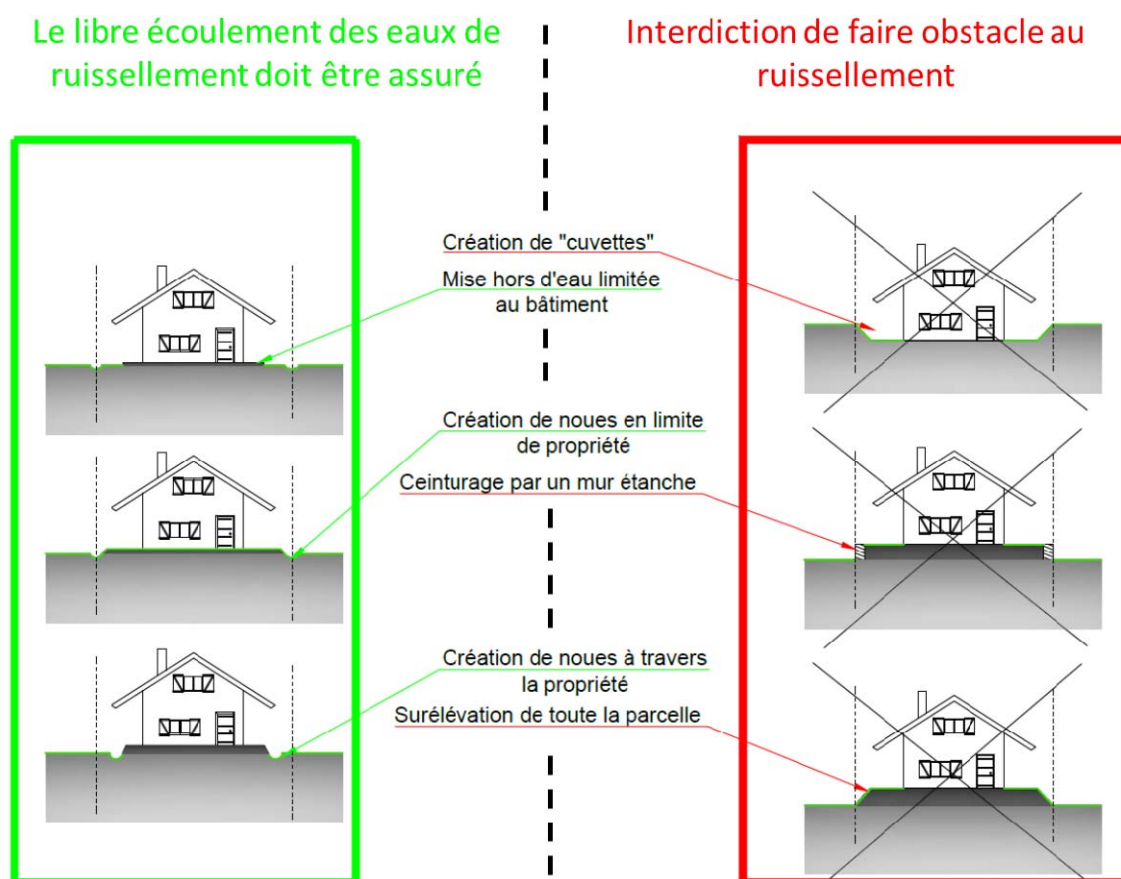 Le libre écoulement des eaux de
ruissellement doit être assuré
Interdiction de faire obstacle au
ruissellement
Création de "cuvettes"
Mise hors d'eau limitée
au bâtiment
Création de noues en limite
de propriété
Ceinturage par un mur étanche
Création de noues à travers
la propriété
Surélévation de toute la parcelle